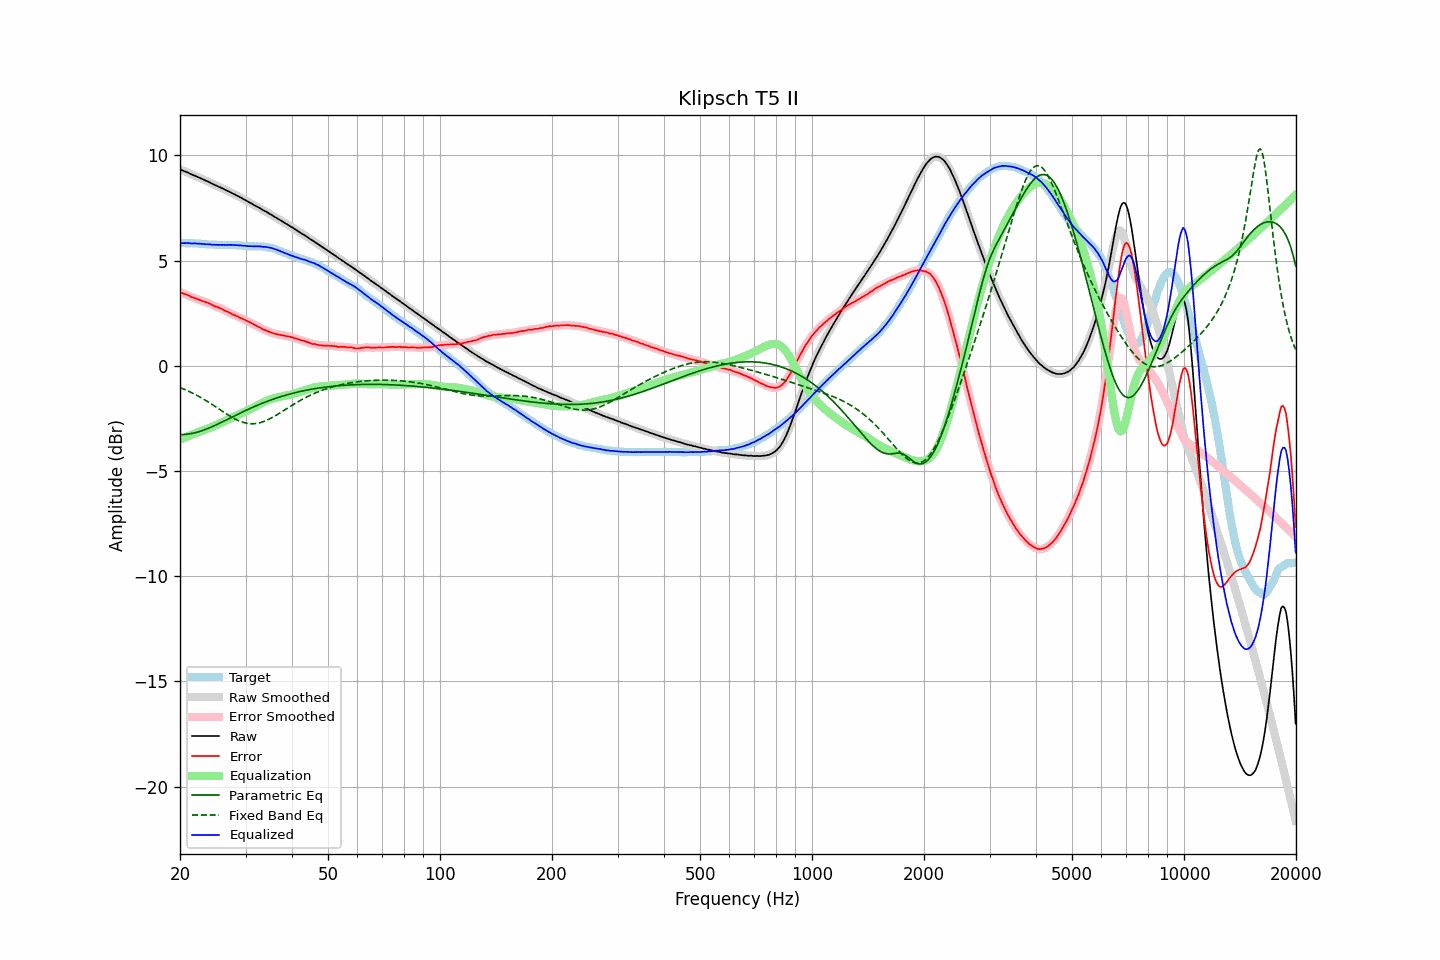 Klipsch T5 II
Amplitude (dBr)
10
5
0
−5
−10
−15
−20
Target
Raw Smoothed
Error Smoothed
Raw
Error
Equalization
Parametric Eq
Fixed Band Eq
Equalized
20 50 100 200 500 1000 2000 5000 10000 20000
Frequency (Hz)